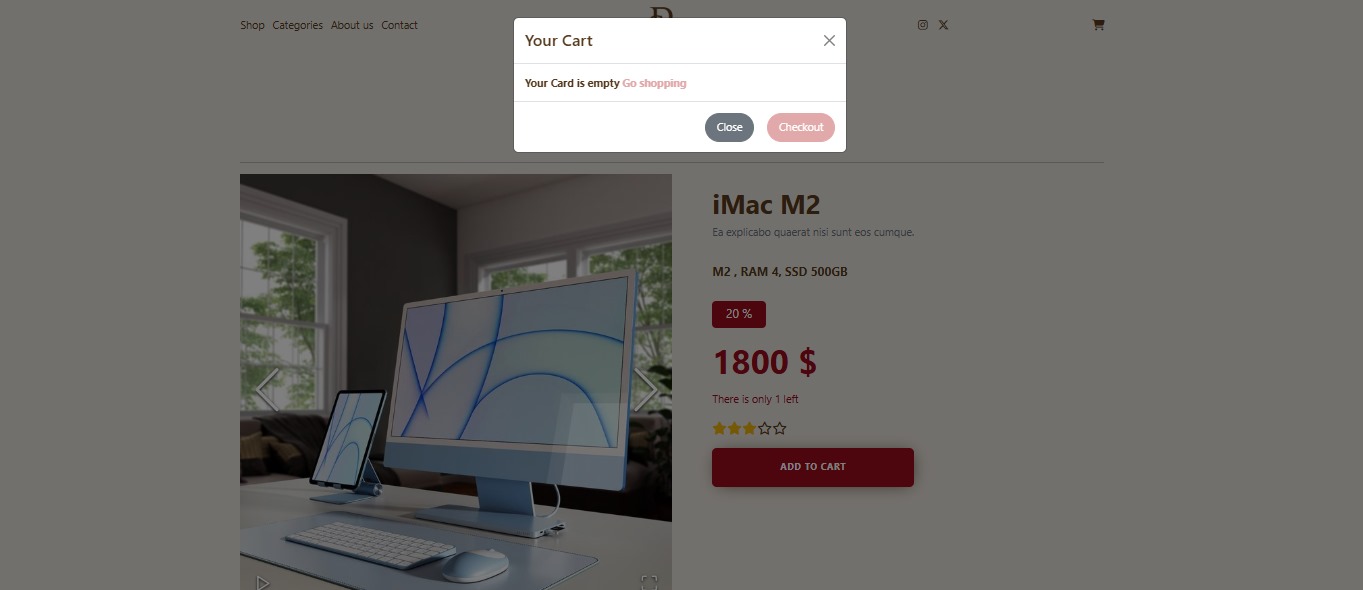 Shop Categories About us Contact
Your Cart
Your Card is empty Go shopping
Close Checkout
iMac M2
Ea explicabo quaerat nisi sunt eos cumque.
M2 , RAM 4, SSD 500GB
20 %
1800 $
There is only 1 left
ADD TO CART